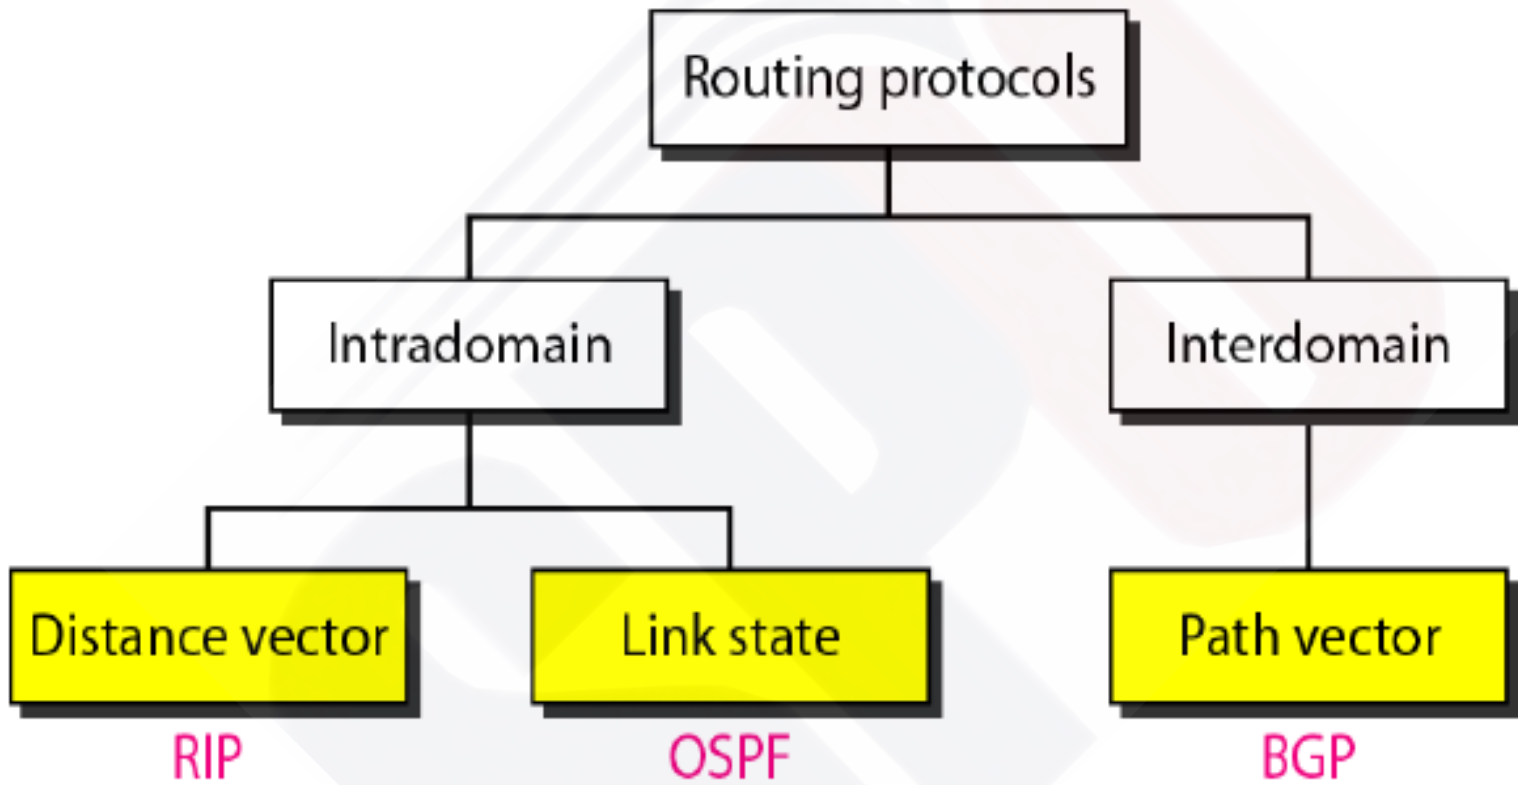 Routing protocols
Intradomain
Interdomain
Distance vector
Link state
Path vector
RIP
OSPF
BGP